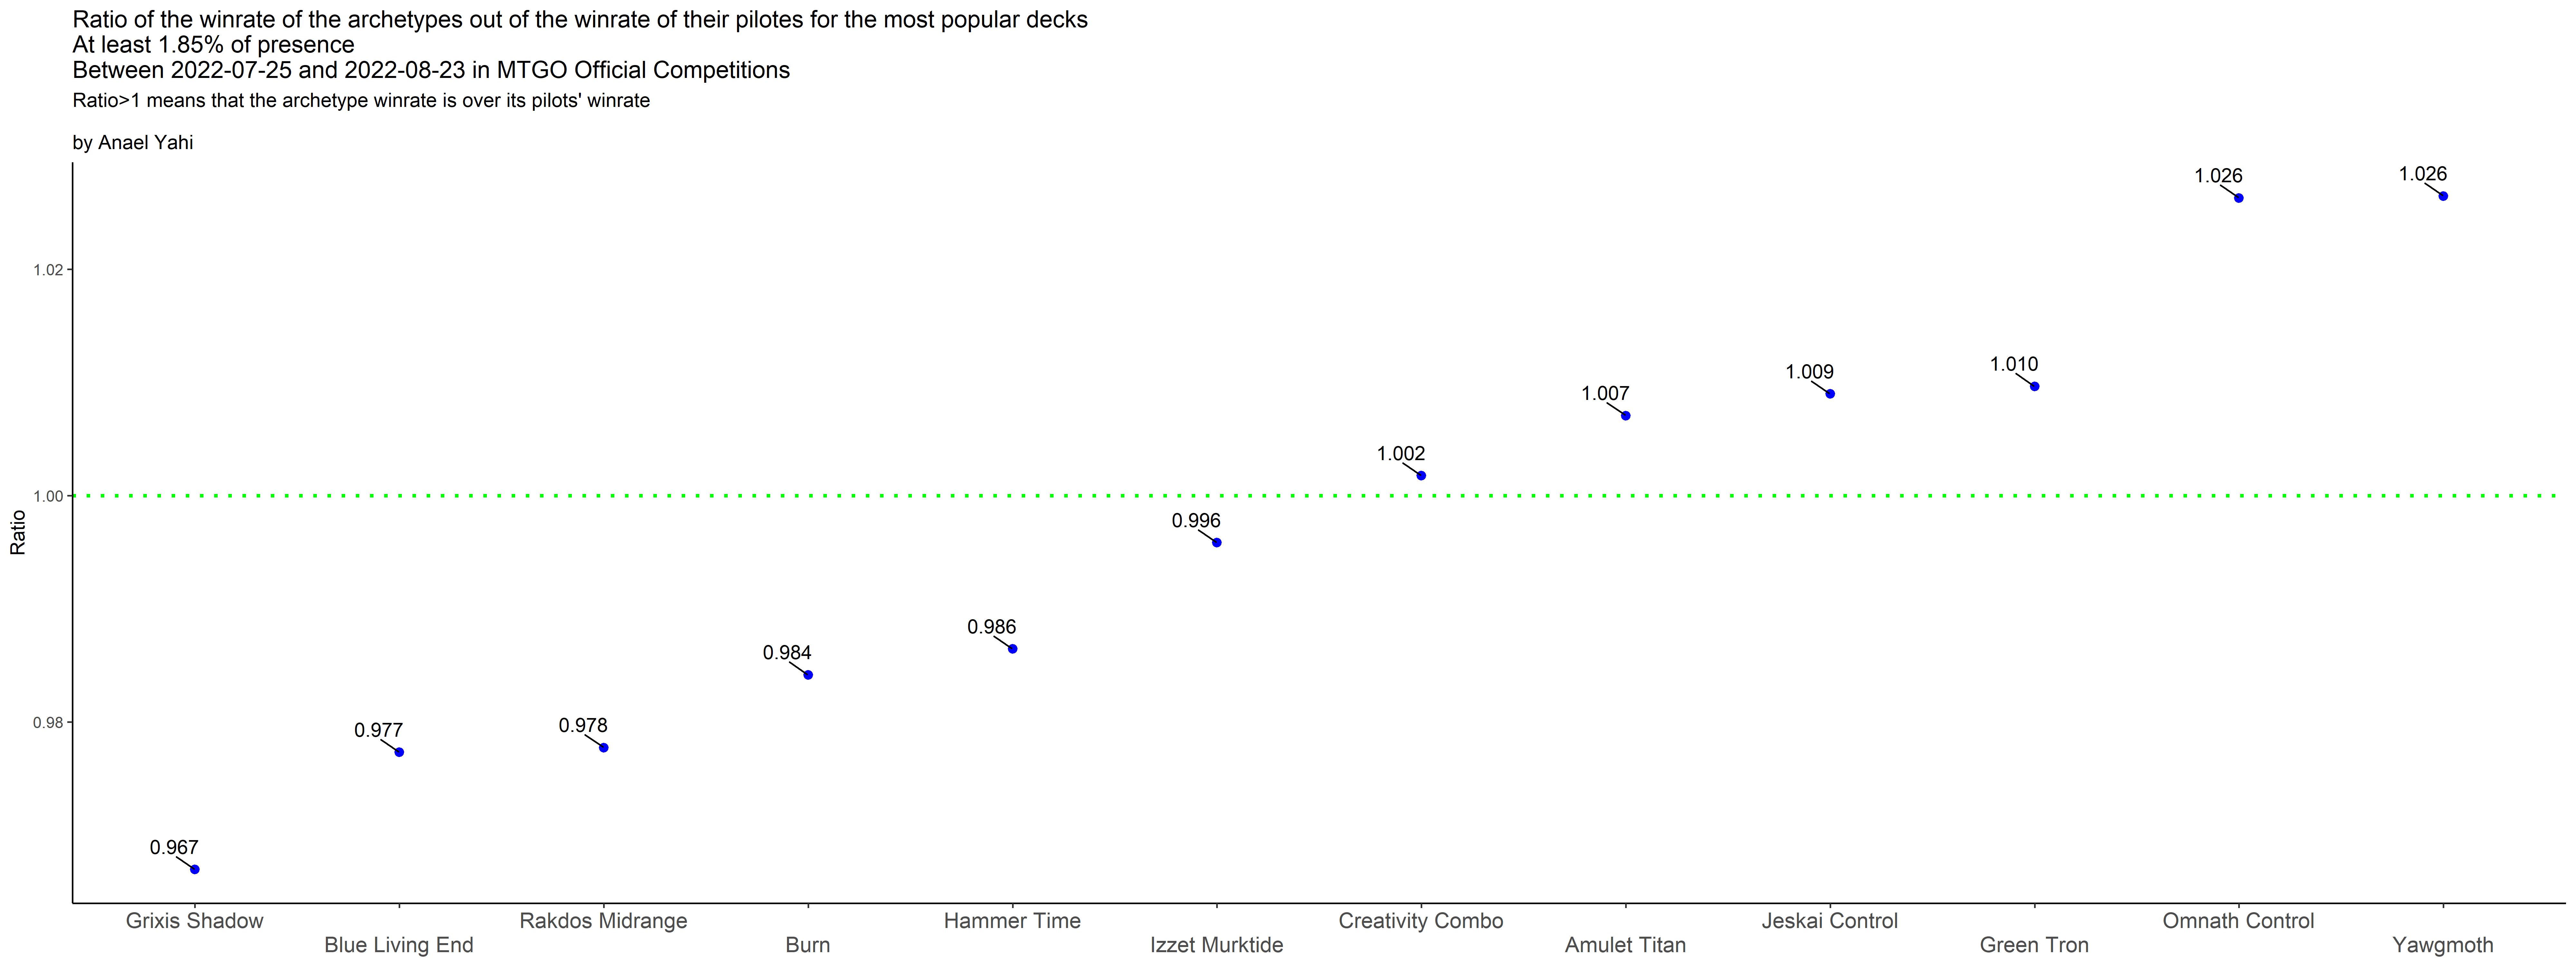 Ratio of the winrate of the archetypes out of the winrate of their pilotes for the most popular decks
At least 1.85% of presence
Between 2022-07-25 and 2022-08-23 in MTGO Official Competitions
Ratio>1 means that the archetype winrate is over its pilots' winrate
by Anael Yahi
Ratio
1.02
1.00
0.98
0.967
0.977
0.978
0.984
0.986
0.996
1.002
1.007
1.009
1.010
1.026
1.026
Grixis Shadow
Blue Living End
Rakdos Midrange
Burn
Hammer Time
Izzet Murktide
Creativity Combo
Amulet Titan
Jeskai Control
Green Tron
Omnath Control
Yawgmoth